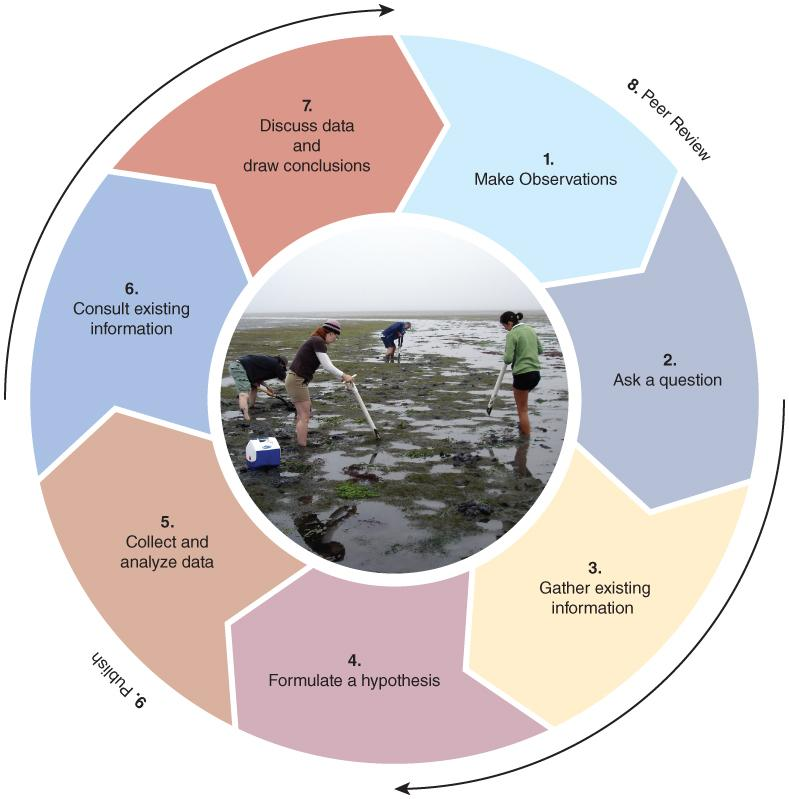 1.
Make Observations
2.
Ask a question
3.
Gather existing
information
4.
Formulate a hypothesis
5.
Collect and
analyze data
6.
Consult existing
information
7.
Discuss data
and
draw conclusions
8. Peer Review
9. Publish